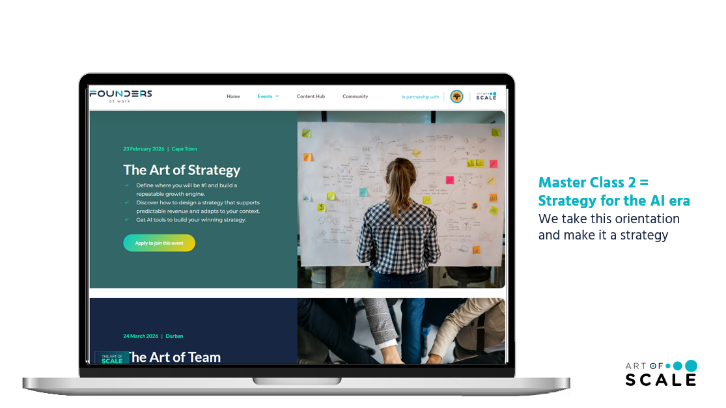 FOUNDERS
at work
Home
Events
Content Hub
Community
In partnership with
ART OF
SCALE
23 February 2026 | Cape Town
The Art of Strategy
Define where you will be #1 and build a
repeatable growth engine.
Discover how to design a strategy that supports
predictable revenue and adapts to your context.
Get AI tools to build your winning strategy.
Apply to join this event
24 March 2026 | Durban
THE ART OF
SCALE
The Art of Team
Master Class 2 =
Strategy for the AI era
We take this orientation
and make it a strategy
ART OF
SCALE